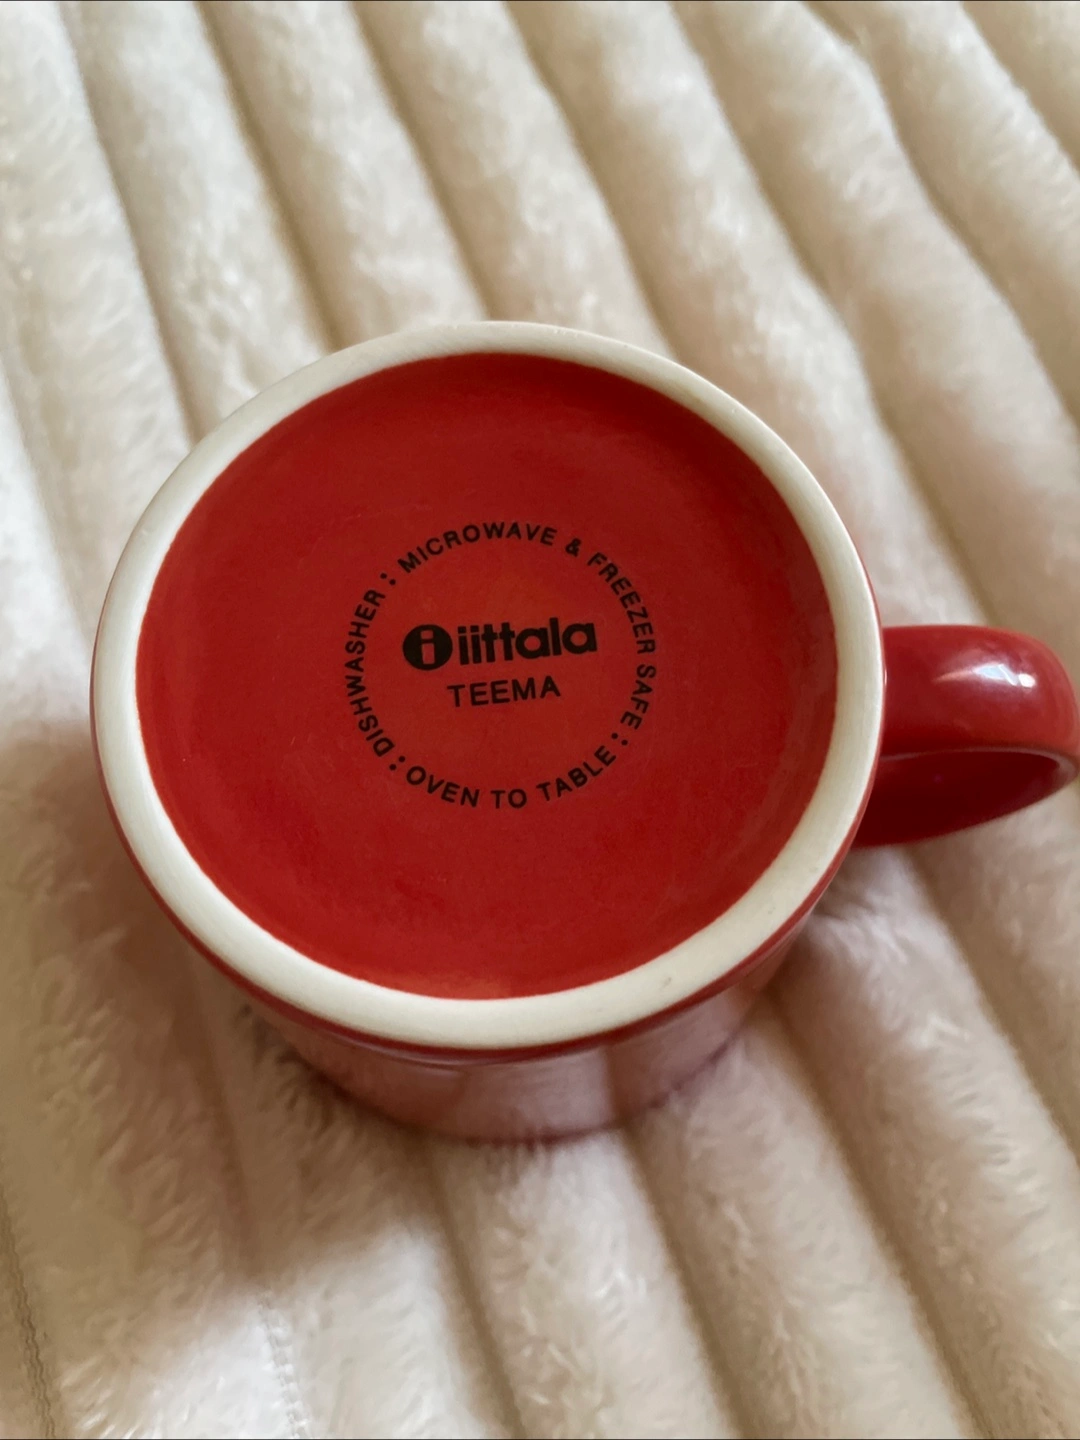 DISHWASHER : MICROWAVE & FREEZER SAFE : OVEN TO TABLE :
i iittala
TEEMA